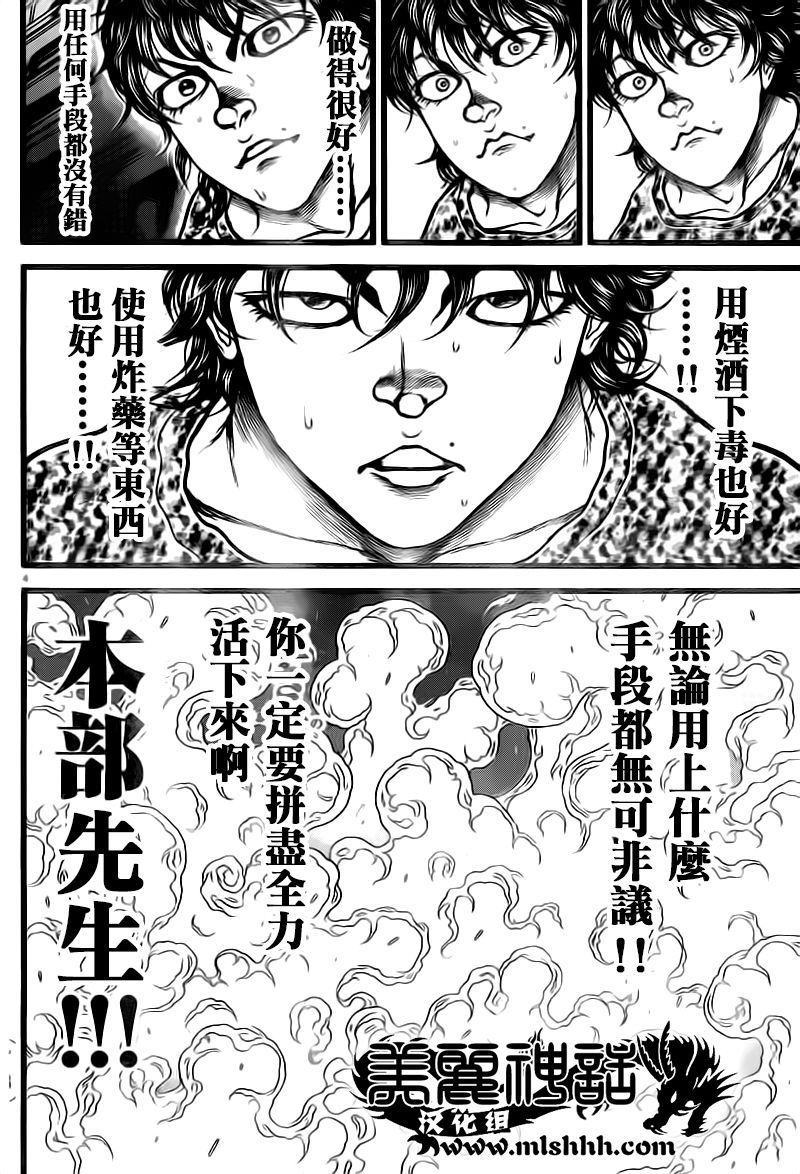 做得很好……
用任何手段都沒有錯
用煙酒下毒也好
……!!
使用炸藥等東西
也好……!!
4
無論用上什麼
手段都無可非議!!
你一定要拼盡全力
活下來啊
本部先生!!!
美麗神話
汉化组
www.mlshhh.com